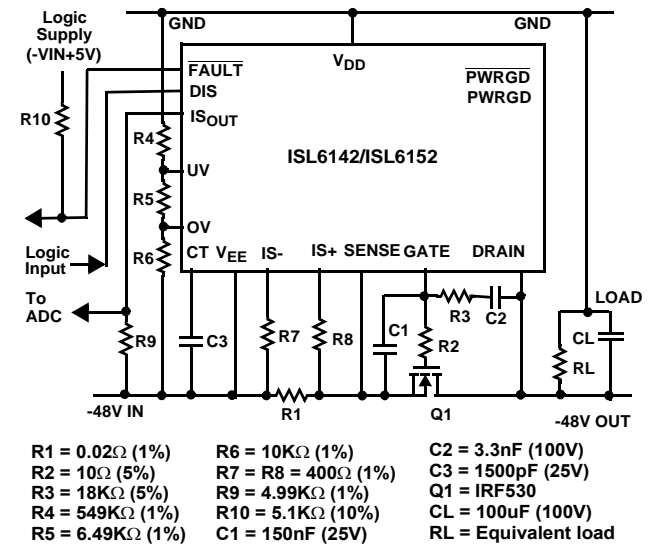 Logic
Supply
(-VIN+5V)
GND
GND
VDD
FAULT
DIS
ISOUT
PWRGD
PWRGD
R10
R4
ISL6142/ISL6152
UV
R5
OV
R6
Logic
Input
CT VEE IS- IS+ SENSE GATE DRAIN
To
ADC
R9
C3
R7
R8
C1
R3
C2
R2
LOAD
CL
RL
-48V IN
R1
Q1
-48V OUT
R1 = 0.02Ω (1%)
R2 = 10Ω (5%)
R3 = 18KΩ (5%)
R4 = 549KΩ (1%)
R5 = 6.49KΩ (1%)
R6 = 10KΩ (1%)
R7 = R8 = 400Ω (1%)
R9 = 4.99KΩ (1%)
R10 = 5.1KΩ (10%)
C1 = 150nF (25V)
C2 = 3.3nF (100V)
C3 = 1500pF (25V)
Q1 = IRF530
CL = 100uF (100V)
RL = Equivalent load